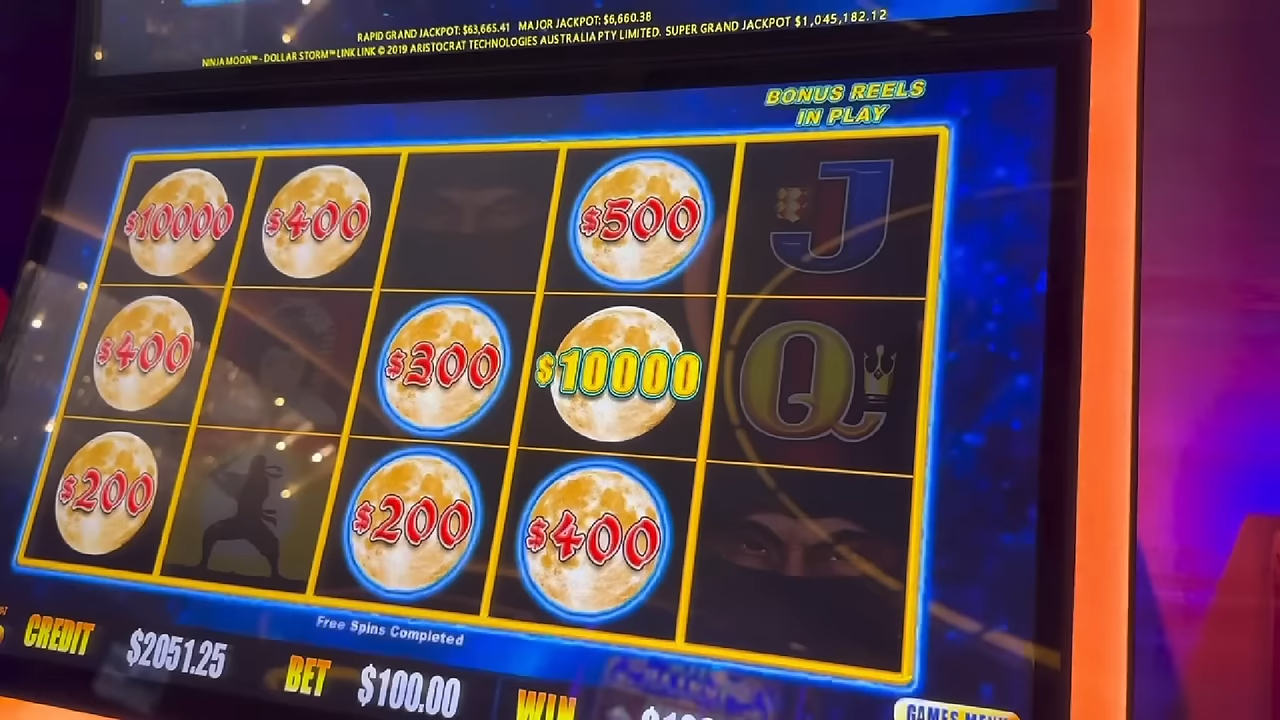 RAPID GRAND JACKPOT: $63,665.41 MAJOR JACKPOT: $6,660.38
NINJA MOON™ - DOLLAR STORM™ LINK LINK © 2019 ARISTOCRAT TECHNOLOGIES AUSTRALIA PTY LIMITED. SUPER GRAND JACKPOT $1,045,182.12
BONUS REELS
IN PLAY
$10000 $400 $500 J
$400 $300 $10000 Q
$200 $200 $400
Free Spins Completed
CREDIT $2051.25 BET $100.00 WIN
GAMES MENU